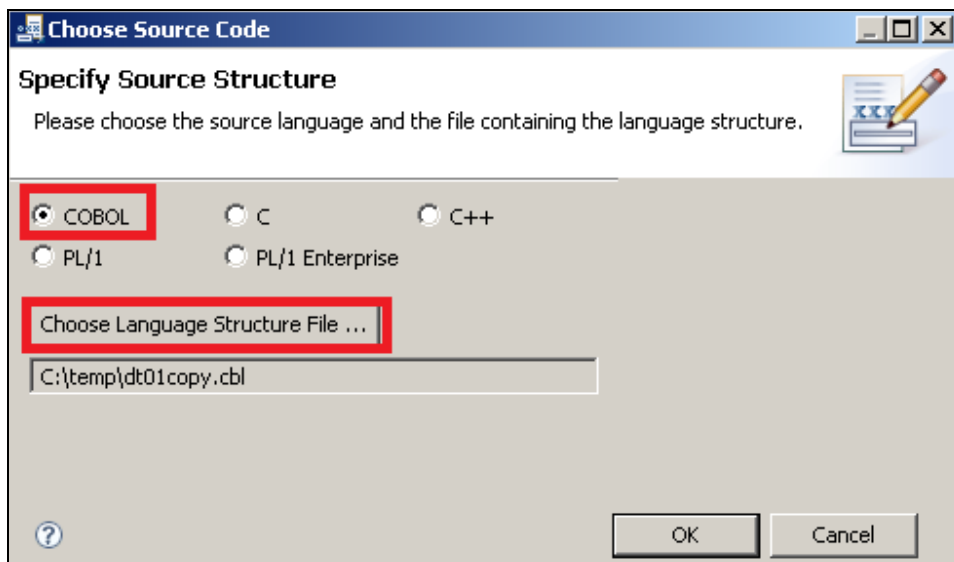 Choose Source Code
Specify Source Structure
Please choose the source language and the file containing the language structure.
xxx
COBOL C C++
PL/1 PL/1 Enterprise
Choose Language Structure File ...
C:\temp\dt01copy.cbl
? OK Cancel